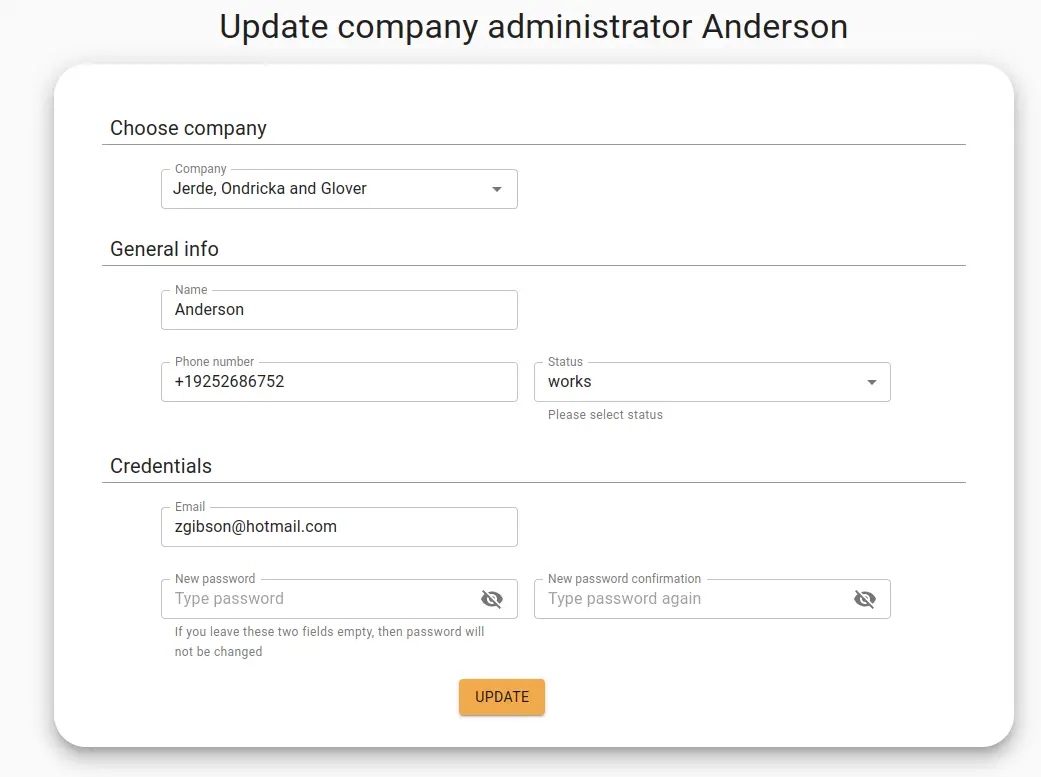 Update company administrator Anderson
Choose company
Company
Jerde, Ondricka and Glover
General info
Name
Anderson
Phone number
+19252686752
Status
works
Please select status
Credentials
Email
zgibson@hotmail.com
New password
Type password
New password confirmation
Type password again
If you leave these two fields empty, then password will
not be changed
UPDATE